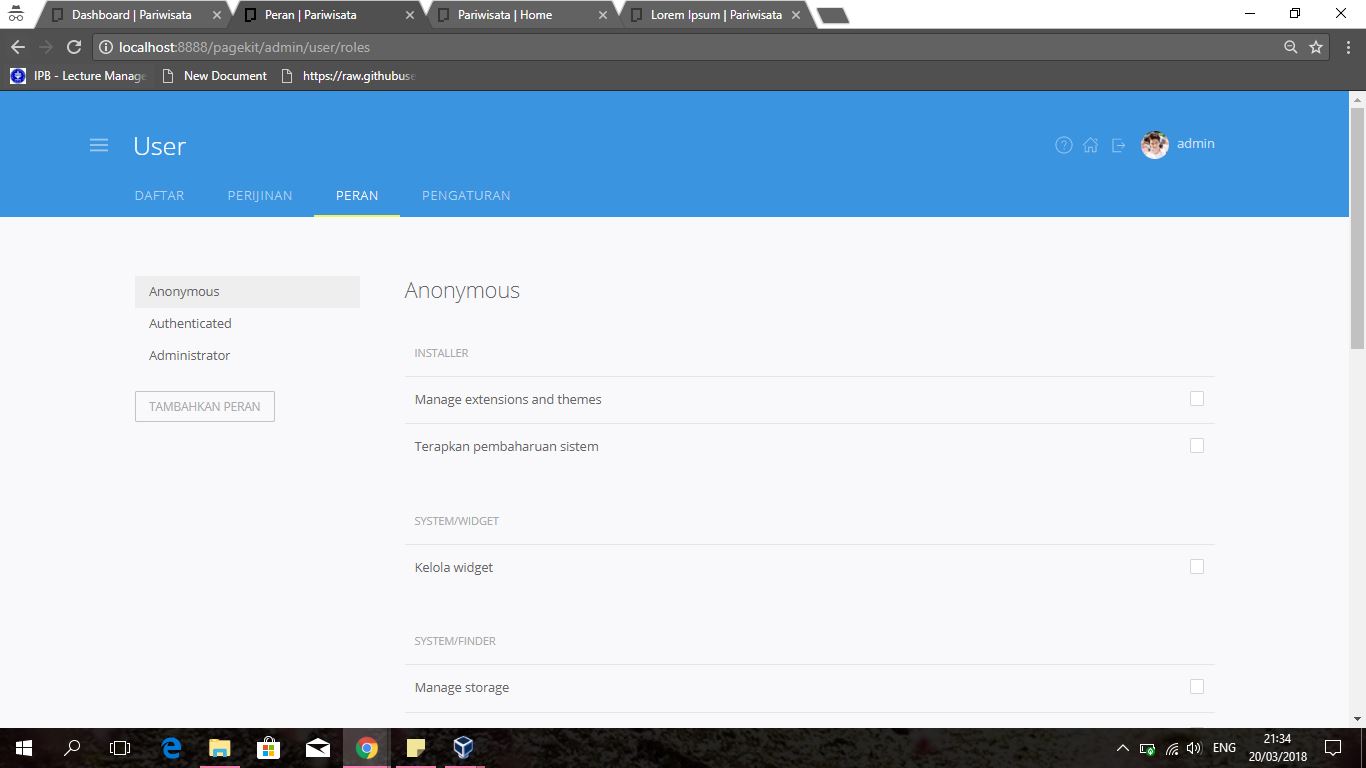 Dashboard | Pariwisata
Peran | Pariwisata
Pariwisata | Home
Lorem Ipsum | Pariwisata
localhost:8888/pagekit/admin/user/roles
IPB - Lecture Manage
New Document
https://raw.githubuse
User
admin
DAFTAR
PERIJINAN
PERAN
PENGATURAN
Anonymous
Authenticated
Administrator
TAMBAHKAN PERAN
Anonymous
INSTALLER
Manage extensions and themes
Terapkan pembaharuan sistem
SYSTEM/WIDGET
Kelola widget
SYSTEM/FINDER
Manage storage
ENG
21:34
20/03/2018